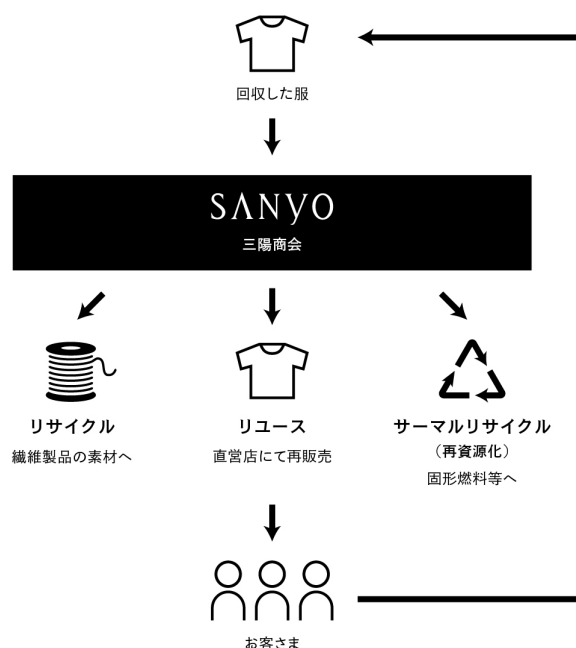 回収した服
SANYO
三陽商会
リサイクル
繊維製品の素材へ
リユース
直営店にて再販売
サーマルリサイクル
（再資源化）
固形燃料等へ
お客さま